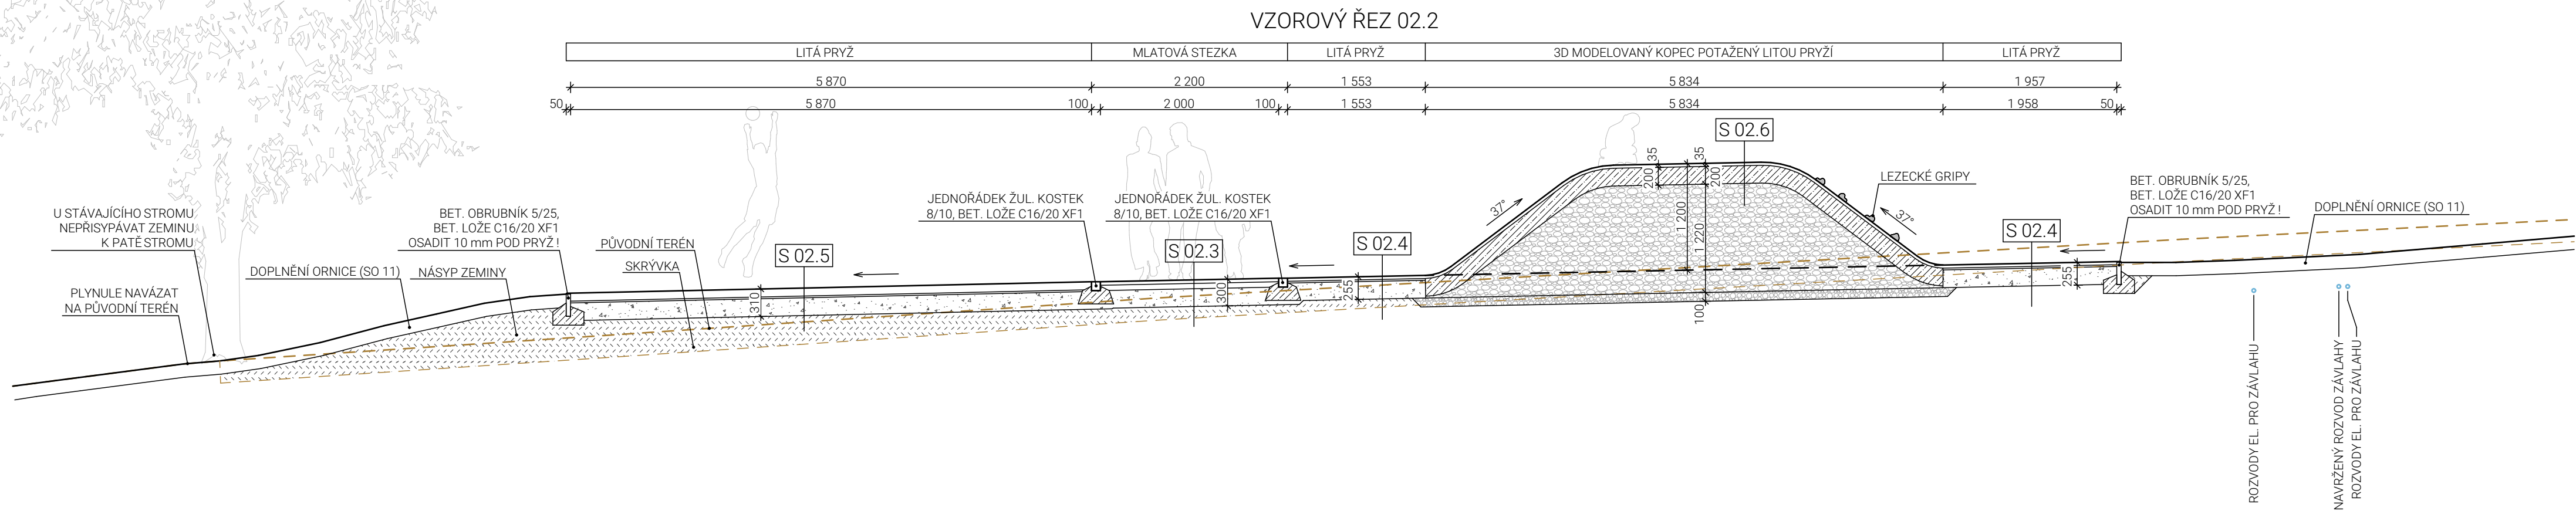 VZOROVÝ ŘEZ 02.2
LITÁ PRYŽ
MLATOVÁ STEZKA
LITÁ PRYŽ
3D MODELOVANÝ KOPEC POTAŽENÝ LITOU PRYŽÍ
LITÁ PRYŽ
5 870
2 200
1 553
5 834
1 957
50
5 870
100
2 000
100
1 553
5 834
1 958
50
U STÁVAJÍCÍHO STROMU
NEPŘISYPÁVAT ZEMINU
K PATĚ STROMU
PLYNULE NAVÁZAT
NA PŮVODNÍ TERÉN
DOPLNĚNÍ ORNICE (SO 11)
BET. OBRUBNÍK 5/25,
BET. LOŽE C16/20 XF1
OSADIT 10 mm POD PRYŽ !
NÁSYP ZEMINY
PŮVODNÍ TERÉN
SKRÝVKA
S 02.5
310
JEDNOŘÁDEK ŽUL. KOSTEK
8/10, BET. LOŽE C16/20 XF1
JEDNOŘÁDEK ŽUL. KOSTEK
8/10, BET. LOŽE C16/20 XF1
S 02.3
300
S 02.4
255
37°
35
200
1 200
35
200
1 220
100
S 02.6
LEZECKÉ GRIPY
37°
S 02.4
255
BET. OBRUBNÍK 5/25,
BET. LOŽE C16/20 XF1
OSADIT 10 mm POD PRYŽ !
DOPLNĚNÍ ORNICE (SO 11)
ROZVODY EL. PRO ZÁVLAHU
NAVRŽENÝ ROZVOD ZÁVLAHY
ROZVODY EL. PRO ZÁVLAHU